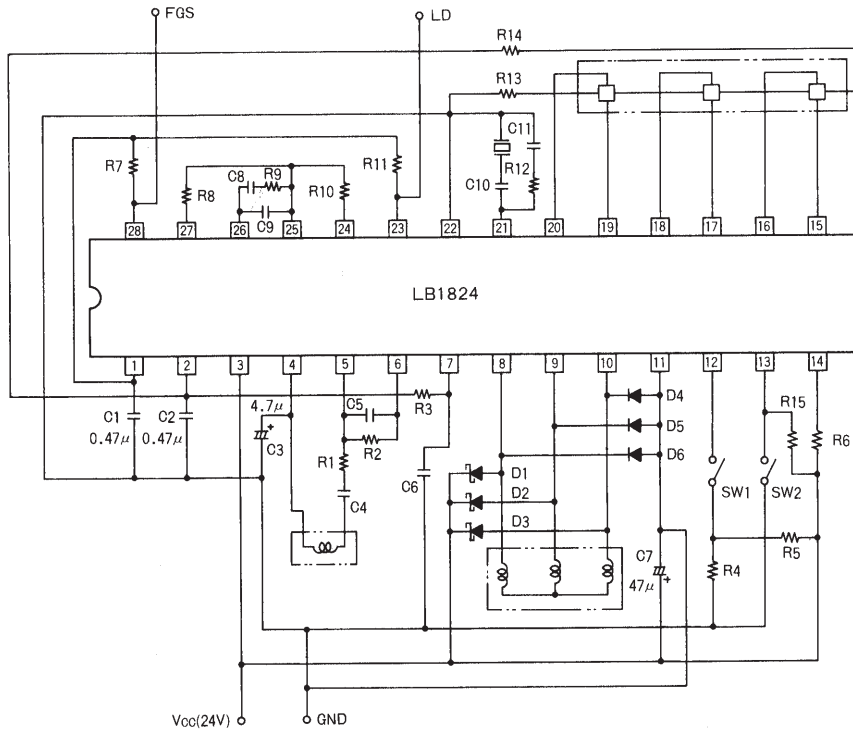 FGS
LD
R14
R13
C11
R7
R11
R12
C8
R9
R8
R10
C10
C9
28
27
26
25
24
23
22
21
20
19
18
17
16
15
LB1824
1
2
3
4
5
6
7
8
9
10
11
12
13
14
4.7μ
C5
R3
D4
R15
C1
C2
R2
D5
R6
0.47μ
0.47μ
C3
R1
D6
C6
D1
SW1
SW2
C4
D2
D3
R5
C7
R4
47μ
Vcc(24V)
GND